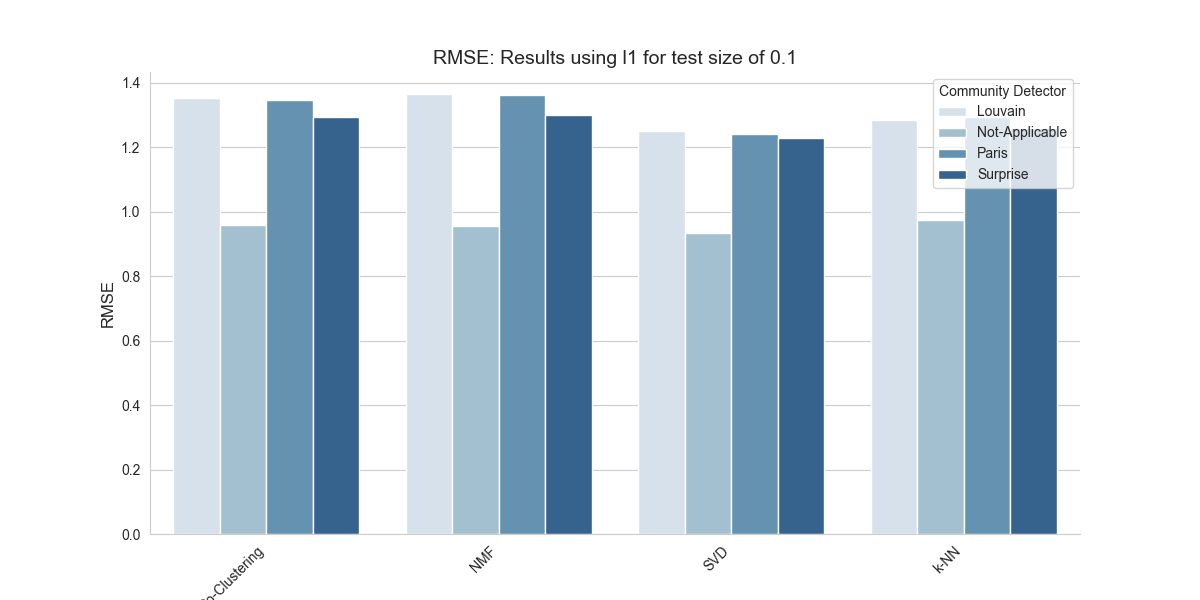 RMSE: Results using l1 for test size of 0.1
1.4
1.2
1.0
0.8
0.6
0.4
0.2
0.0
RMSE
Community Detector
Louvain
Not-Applicable
Paris
Surprise
o-Clustering
NMF
SVD
k-NN